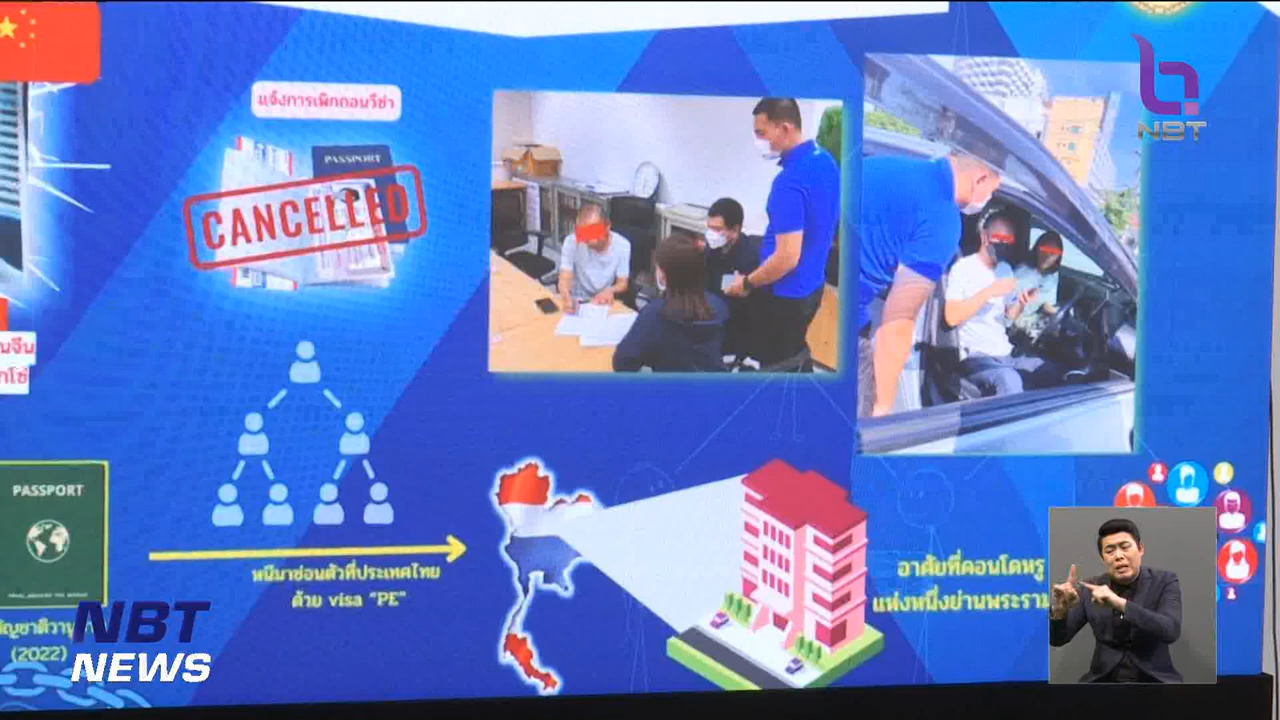 แจ้งการเพิกถอนวีซ่า
PASSPORT
CANCELLED
NBT
PASSPORT
หนีมาซ่อนตัวที่ประเทศไทย
ด้วย visa "PE"
อาศัยที่คอนโดหรู
แห่งหนึ่งย่านพระราม
(2022)
NBT
NEWS